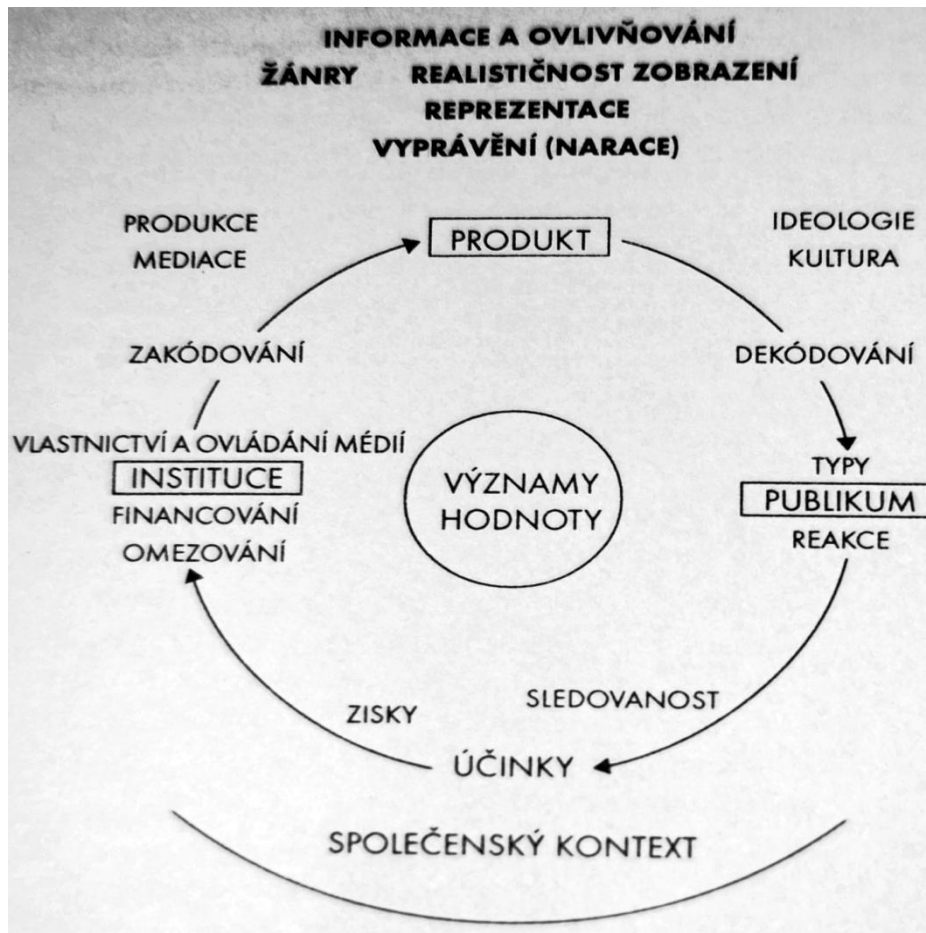 INFORMACE A OVLIVŇOVÁNÍ
ŽÁNRY REALISTIČNOST ZOBRAZENÍ
REPREZENTACE
VYPRÁVĚNÍ (NARACE)
PRODUKCE
MEDIACE
PRODUKT
IDEOLOGIE
KULTURA
ZAKÓDOVÁNÍ
DEKÓDOVÁNÍ
VLASTNICTVÍ A OVLÁDÁNÍ MÉDIÍ
INSTITUCE
FINANCOVÁNÍ
OMEZOVÁNÍ
VÝZNAMY
HODNOTY
TYPY
PUBLIKUM
REAKCE
ZISKY
SLEDOVANOST
ÚČINKY
SPOLEČENSKÝ KONTEXT